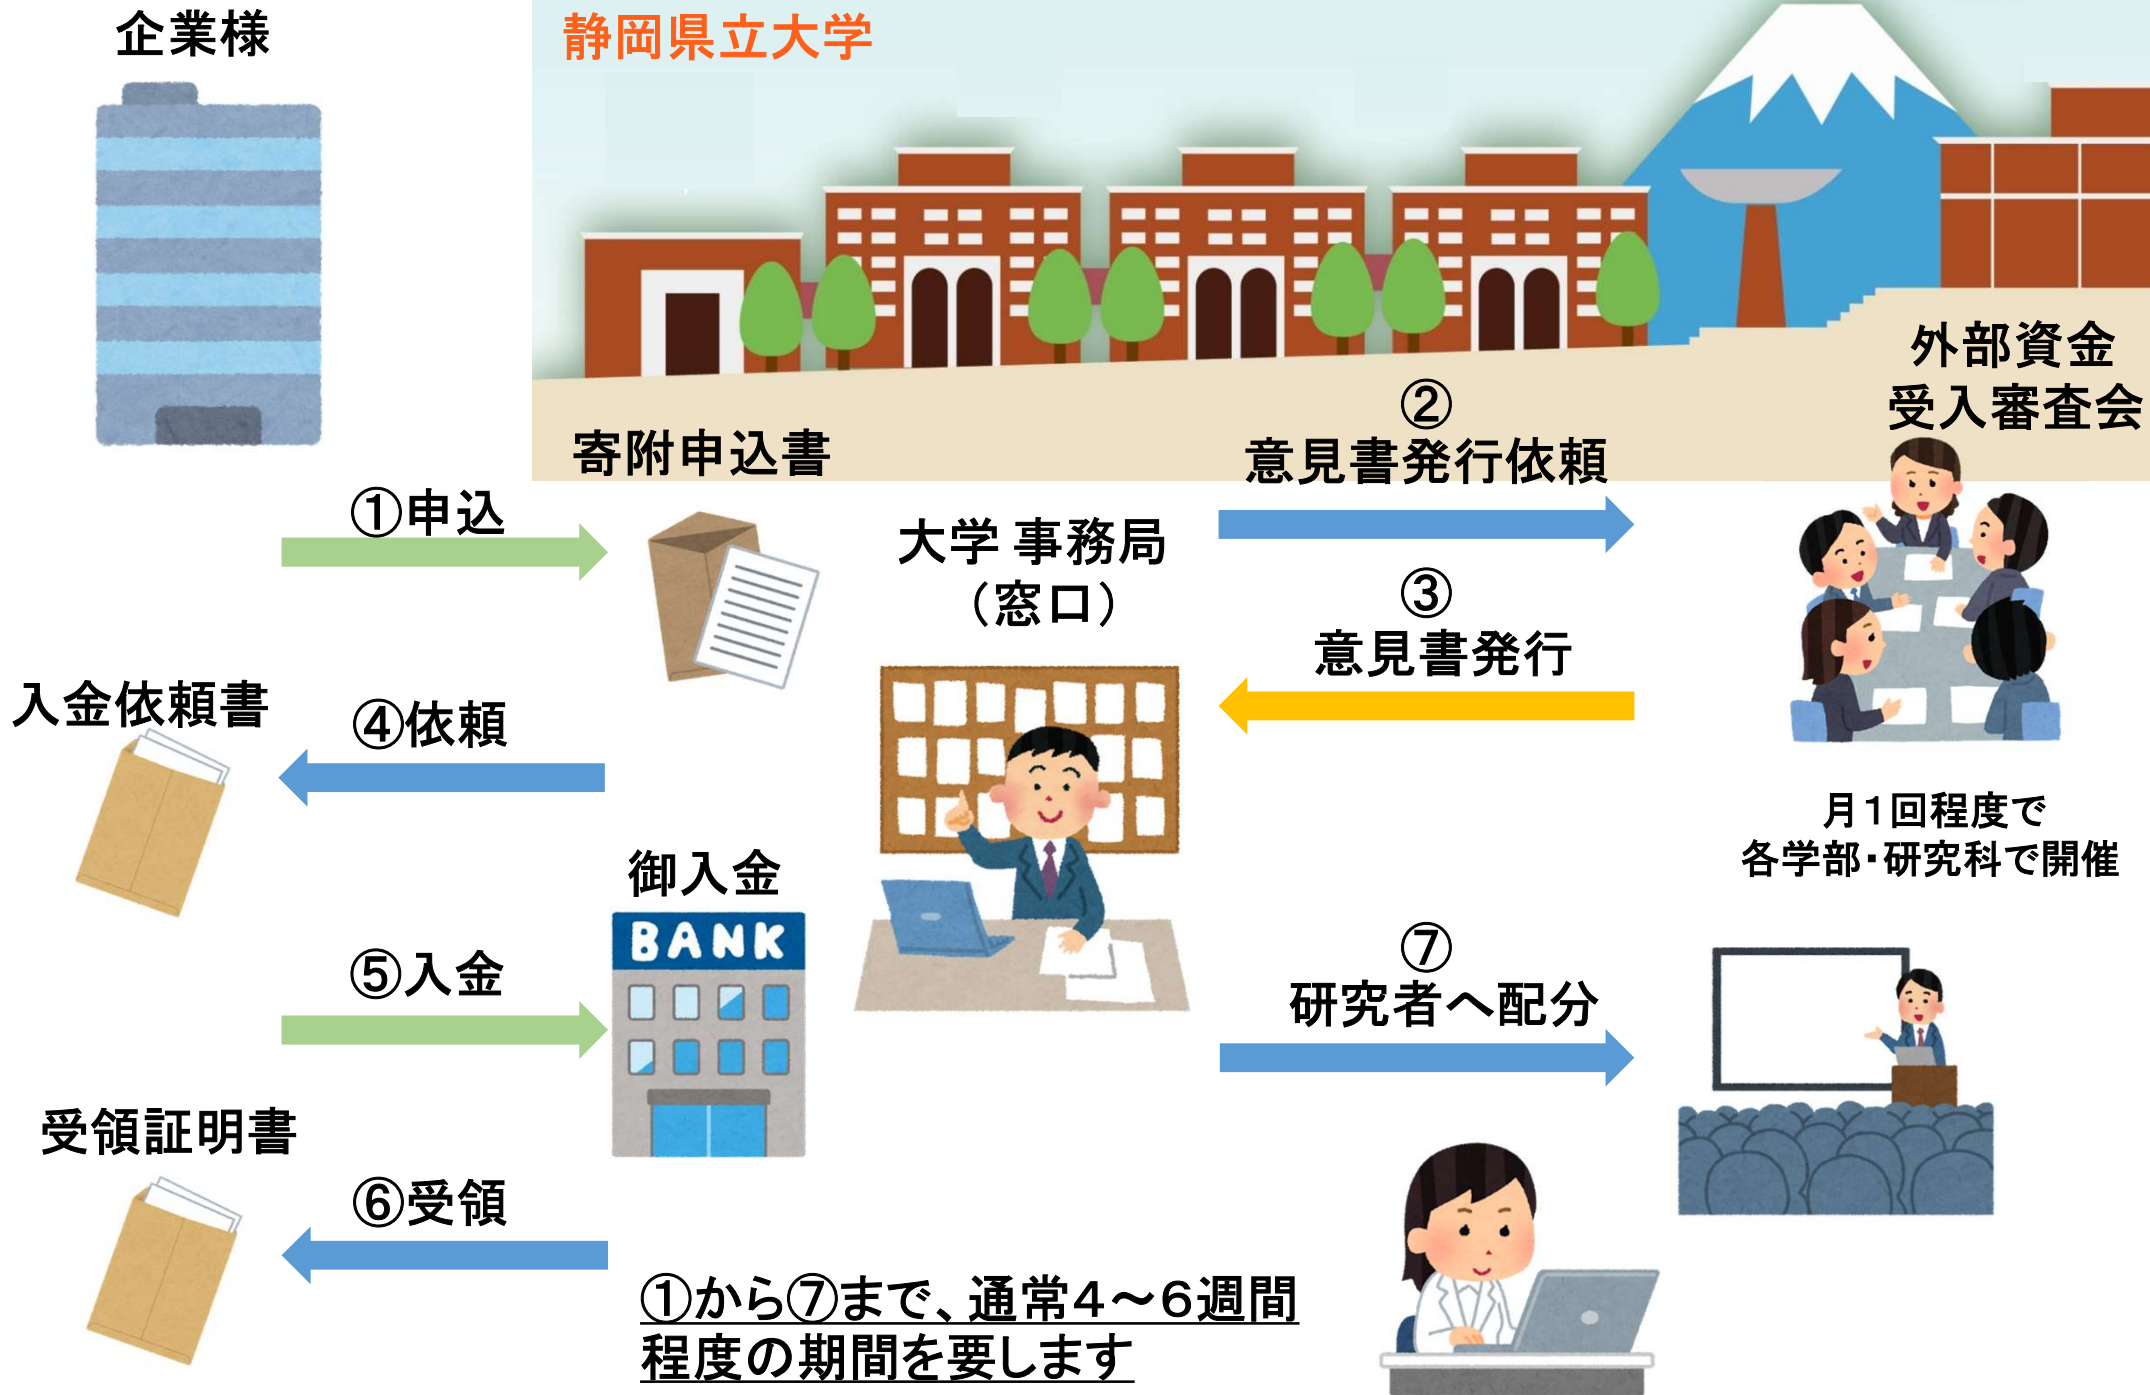 企業様
静岡県立大学
外部資金
受入審査会
寄附申込書
②
意見書発行依頼
①申込
大学 事務局
（窓口）
③
意見書発行
入金依頼書
④依頼
月1回程度で
各学部・研究科で開催
御入金
BANK
⑤入金
⑦
研究者へ配分
受領証明書
⑥受領
①から⑦まで、通常4～6週間
程度の期間を要します